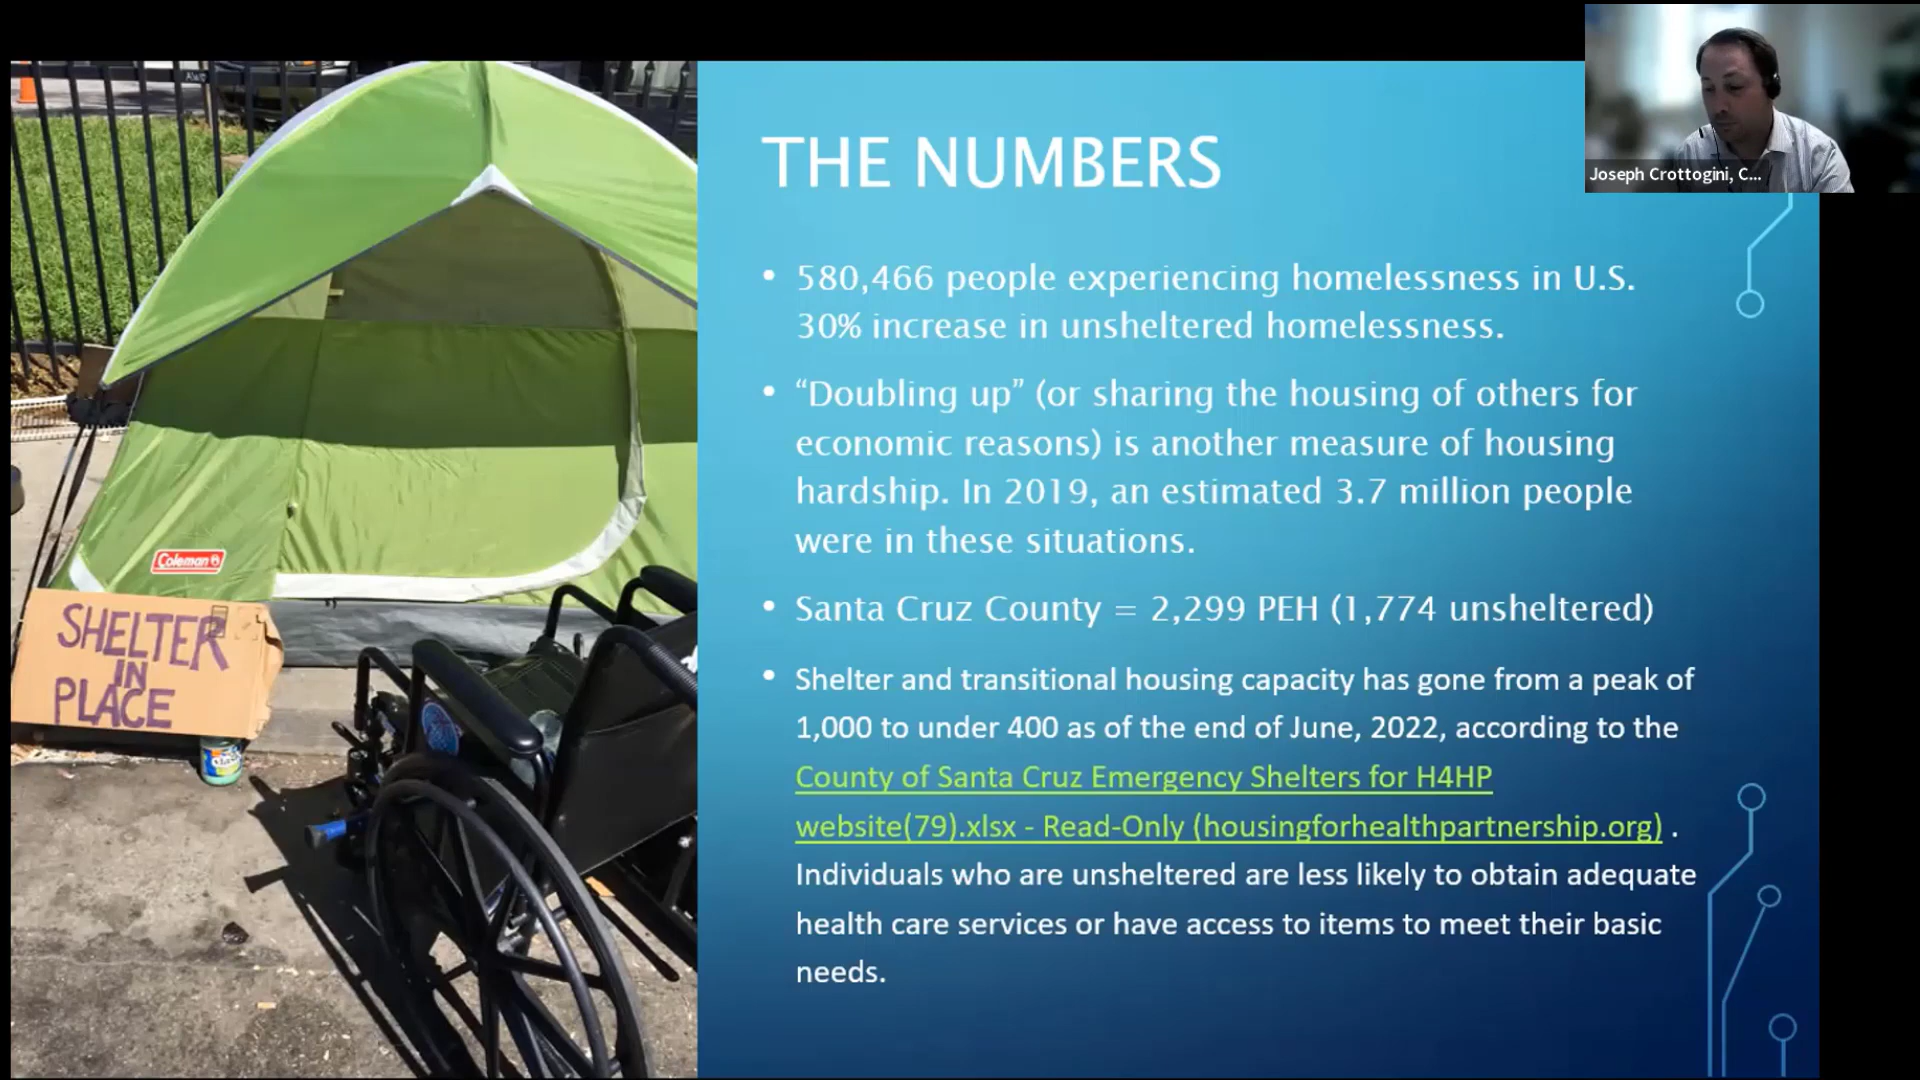 Joseph Crottogini, C...
THE NUMBERS
• 580,466 people experiencing homelessness in U.S.
30% increase in unsheltered homelessness.
• “Doubling up” (or sharing the housing of others for
economic reasons) is another measure of housing
hardship. In 2019, an estimated 3.7 million people
were in these situations.
• Santa Cruz County = 2,299 PEH (1,774 unsheltered)
• Shelter and transitional housing capacity has gone from a peak of
1,000 to under 400 as of the end of June, 2022, according to the
County of Santa Cruz Emergency Shelters for H4HP
website(79).xlsx - Read-Only (housingforhealthpartnership.org) .
Individuals who are unsheltered are less likely to obtain adequate
health care services or have access to items to meet their basic
needs.
Coleman
SHELTER
IN
PLACE